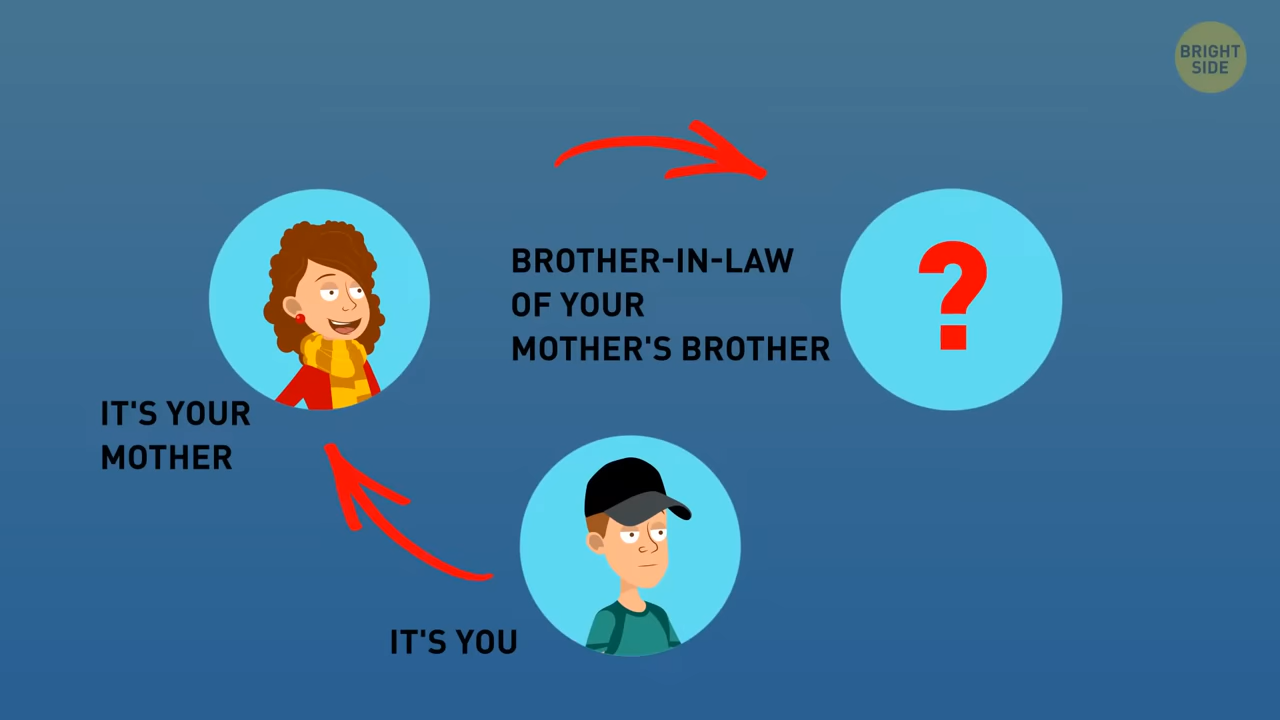 BRIGHT
SIDE
BROTHER-IN-LAW
OF YOUR
MOTHER'S BROTHER
?
IT'S YOUR
MOTHER
IT'S YOU